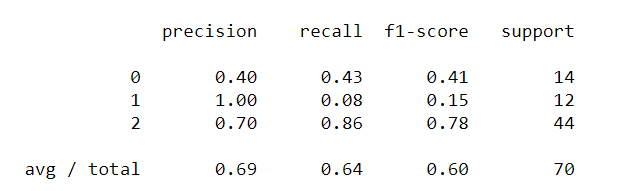 precision recall f1-score support
0 0.40 0.43 0.41 14
1 1.00 0.08 0.15 12
2 0.70 0.86 0.78 44
avg / total 0.69 0.64 0.60 70